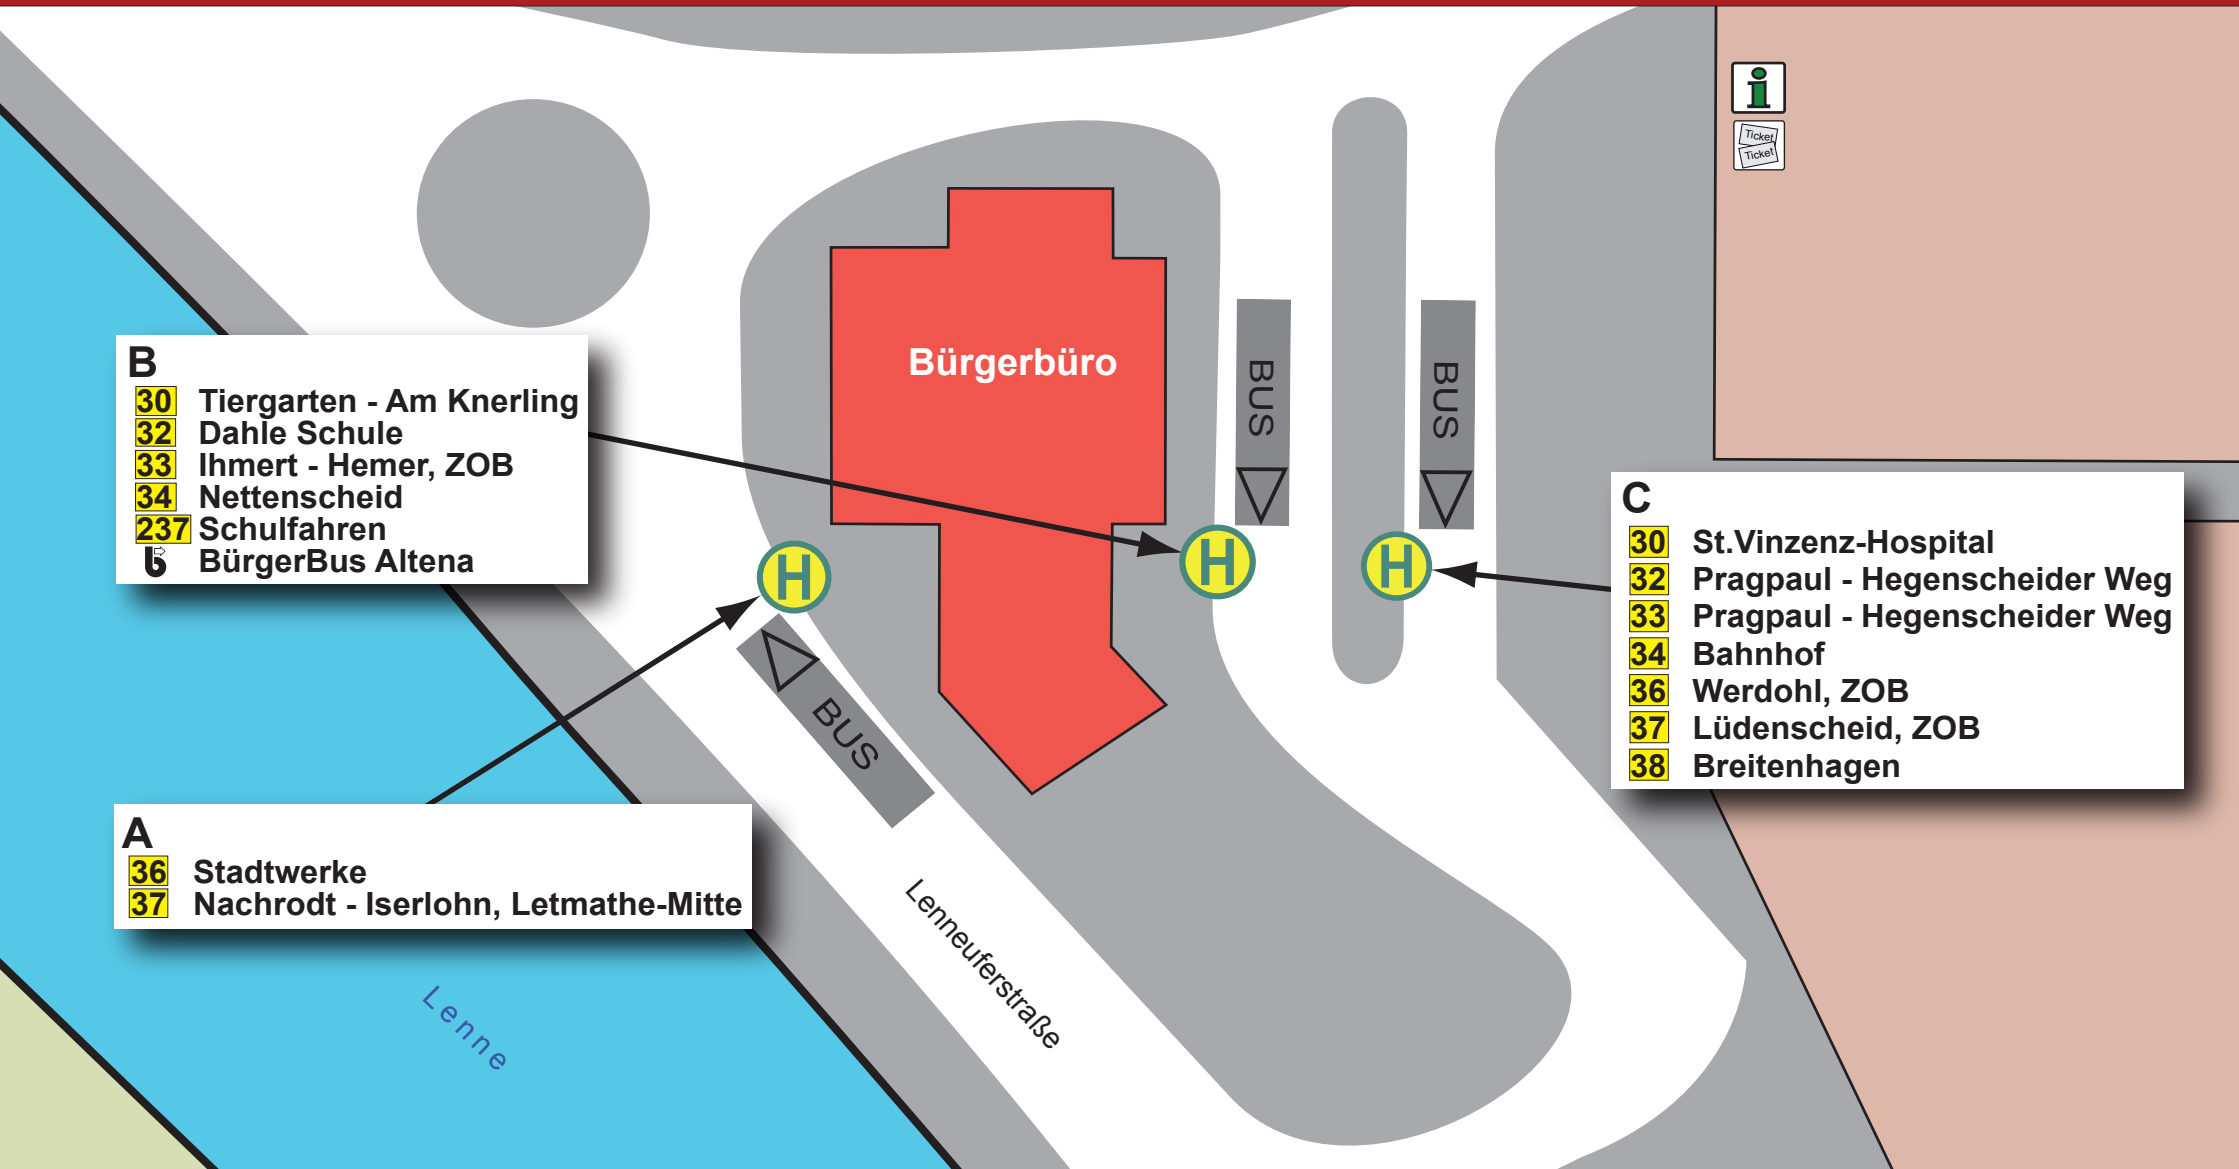 i
Ticket
Ticket
Bürgerbüro
BUS
BUS
B
30 Tiergarten - Am Knerling
32 Dahle Schule
33 Ihmert - Hemer, ZOB
34 Nettenscheid
237 Schulfahren
b BürgerBus Altena
H
H
H
C
30 St.Vinzenz-Hospital
32 Pragpaul - Hegenscheider Weg
33 Pragpaul - Hegenscheider Weg
34 Bahnhof
36 Werdohl, ZOB
37 Lüdenscheid, ZOB
38 Breitenhagen
BUS
A
36 Stadtwerke
37 Nachrodt - Iserlohn, Letmathe-Mitte
Lenneuferstraße
Lenne